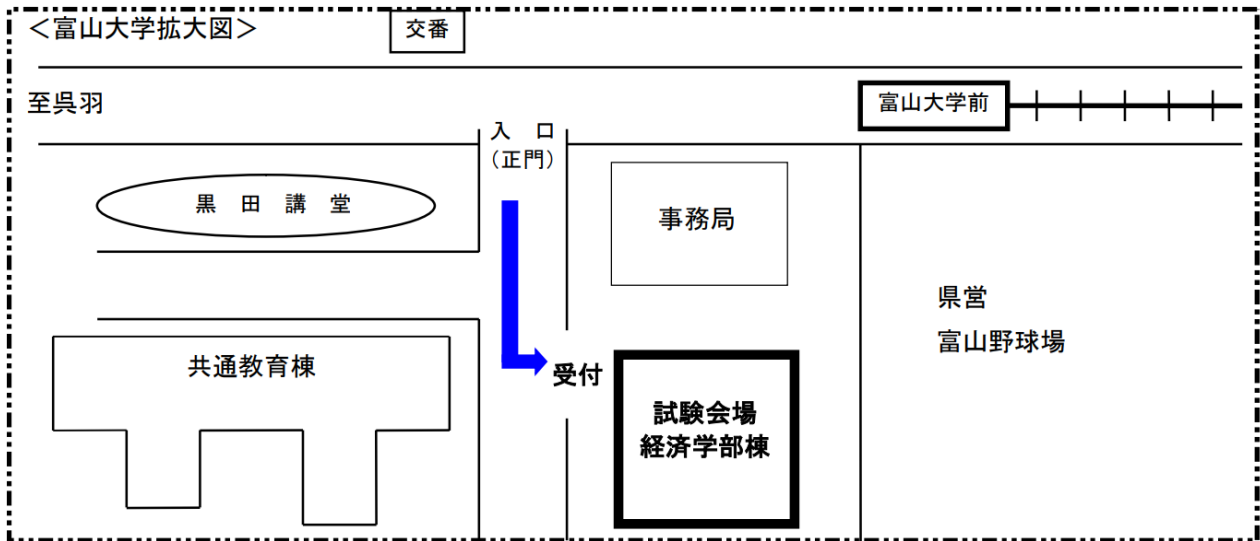 ＜富山大学拡大図＞
交番
至呉羽
富山大学前
入　口
（正門）
黒　田　講　堂
事務局
県営
富山野球場
共通教育棟
受付
試験会場
経済学部棟